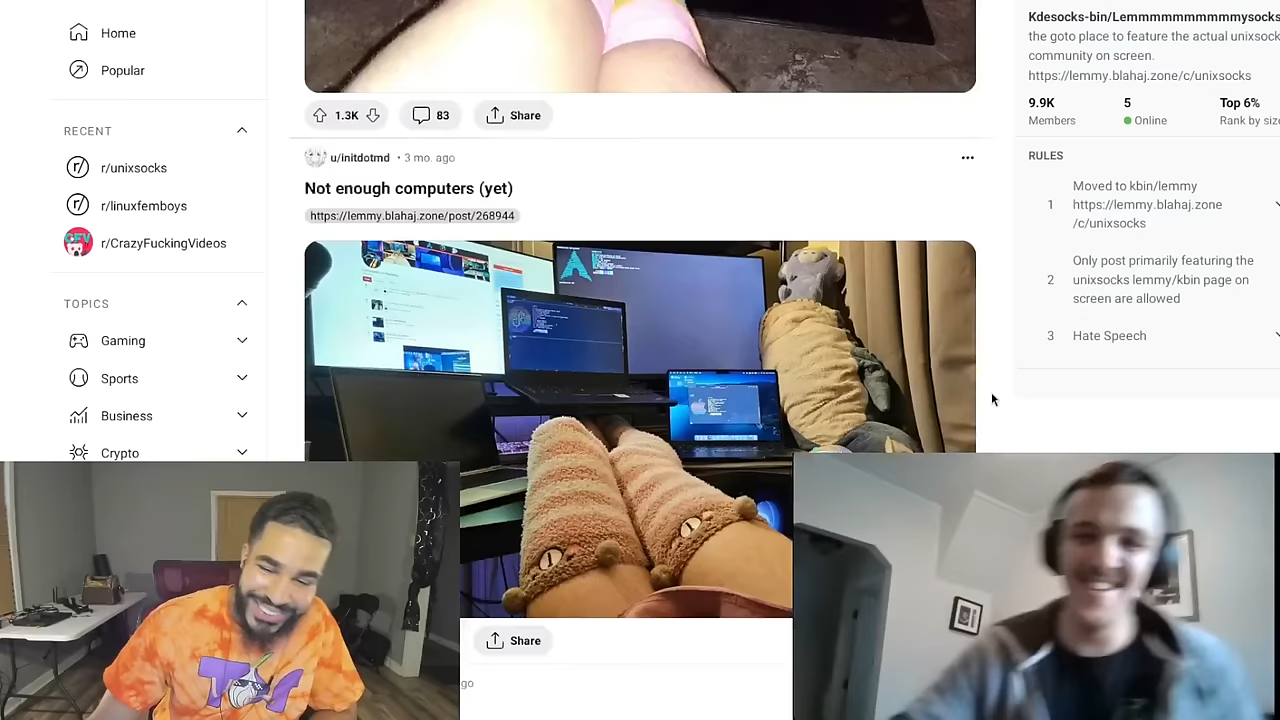 Home
Popular
RECENT
r/unixsocks
r/linuxfemboys
r/CrazyFuckingVideos
TOPICS
Gaming
Sports
Business
Crypto
1.3K
83
Share
u/initdotmd • 3 mo. ago
Not enough computers (yet)
https://lemmy.blahaj.zone/post/268944
Share
go
Kdesocks-bin/Lemmmmmmmmmmysocks
the goto place to feature the actual unixsock
community on screen.
https://lemmy.blahaj.zone/c/unixsocks
9.9K
Members
5
Online
Top 6%
Rank by size
RULES
1
Moved to kbin/lemmy
https://lemmy.blahaj.zone
/c/unixsocks
2
Only post primarily featuring the
unixsocks lemmy/kbin page on
screen are allowed
3
Hate Speech